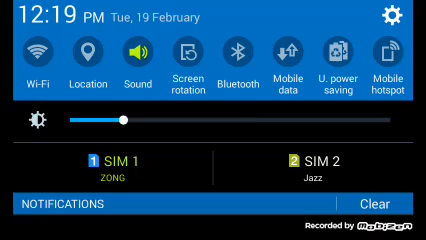 12:19 PM Tue, 19 February
Wi-Fi Location Sound Screen rotation Bluetooth Mobile data U. power saving Mobile hotspot
1 SIM 1 2 SIM 2
ZONG Jazz
NOTIFICATIONS Clear
Recorded by MOBIZEN